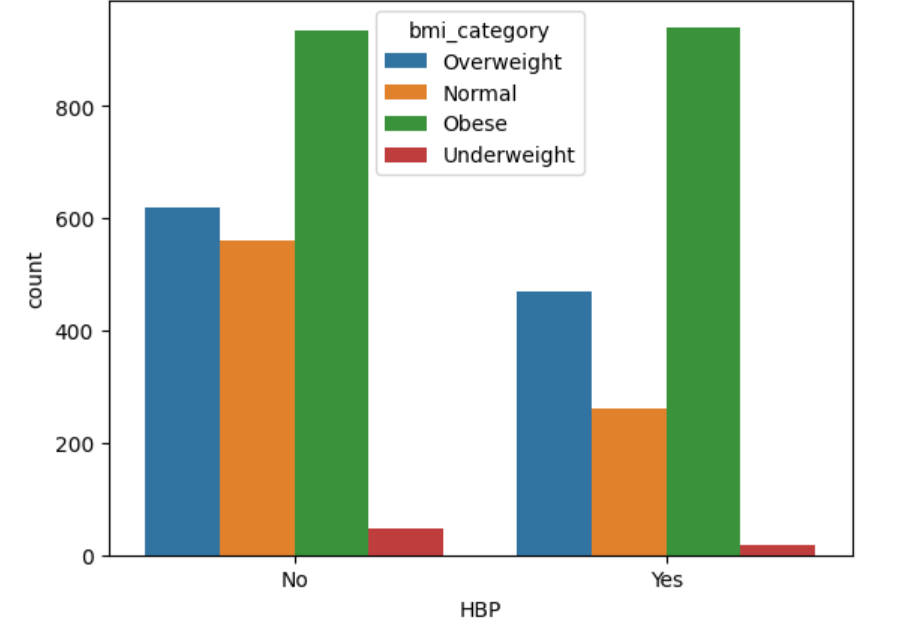 bmi_category
Overweight
Normal
Obese
Underweight
800
600
400
200
0
count
No
Yes
HBP